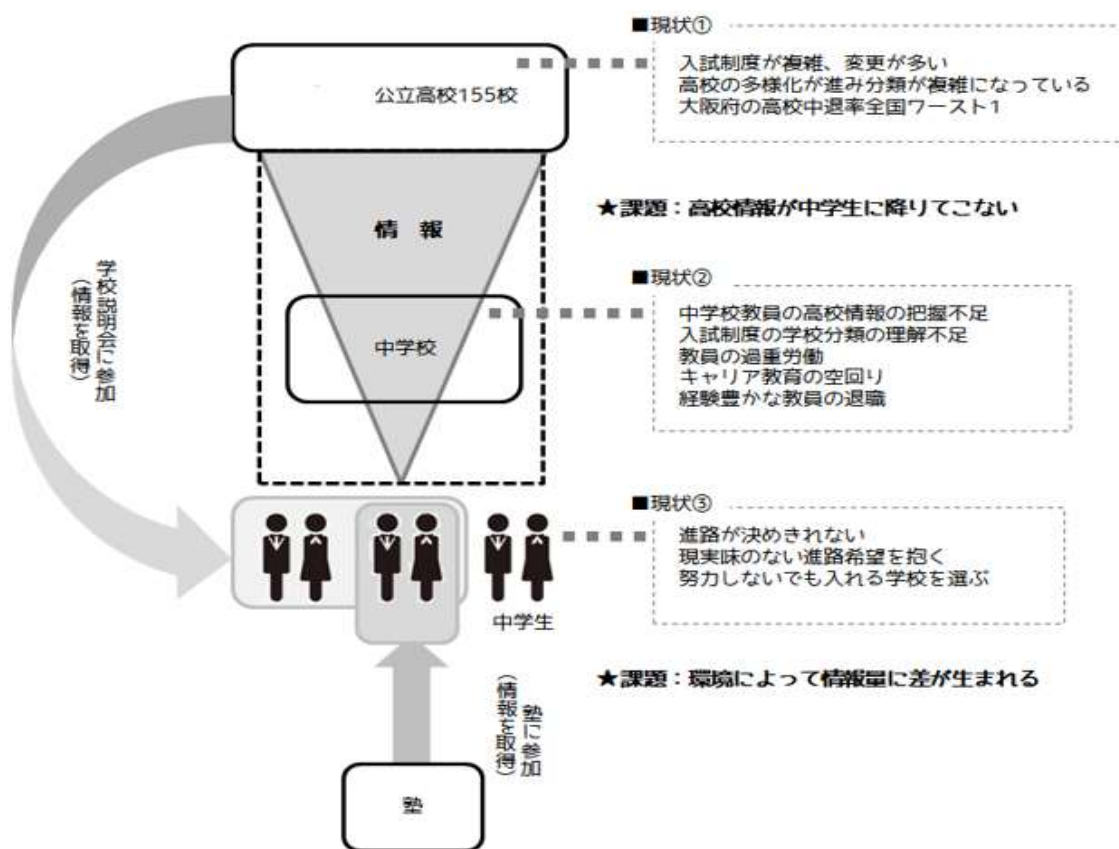 ■現状①
入試制度が複雑、変更が多い
高校の多様化が進み分類が複雑になっている
大阪府の高校中退率全国ワースト1
公立高校155校
★課題：高校情報が中学生に降りてこない
情　報
学校説明会に参加
（情報を取得）
■現状②
中学校教員の高校情報の把握不足
入試制度の学校分類の理解不足
教員の過重労働
キャリア教育の空回り
経験豊かな教員の退職
中学校
■現状③
進路が決めきれない
現実味のない進路希望を抱く
努力しないでも入れる学校を選ぶ
中学生
★課題：環境によって情報量に差が生まれる
塾に参加
（情報を取得）
塾